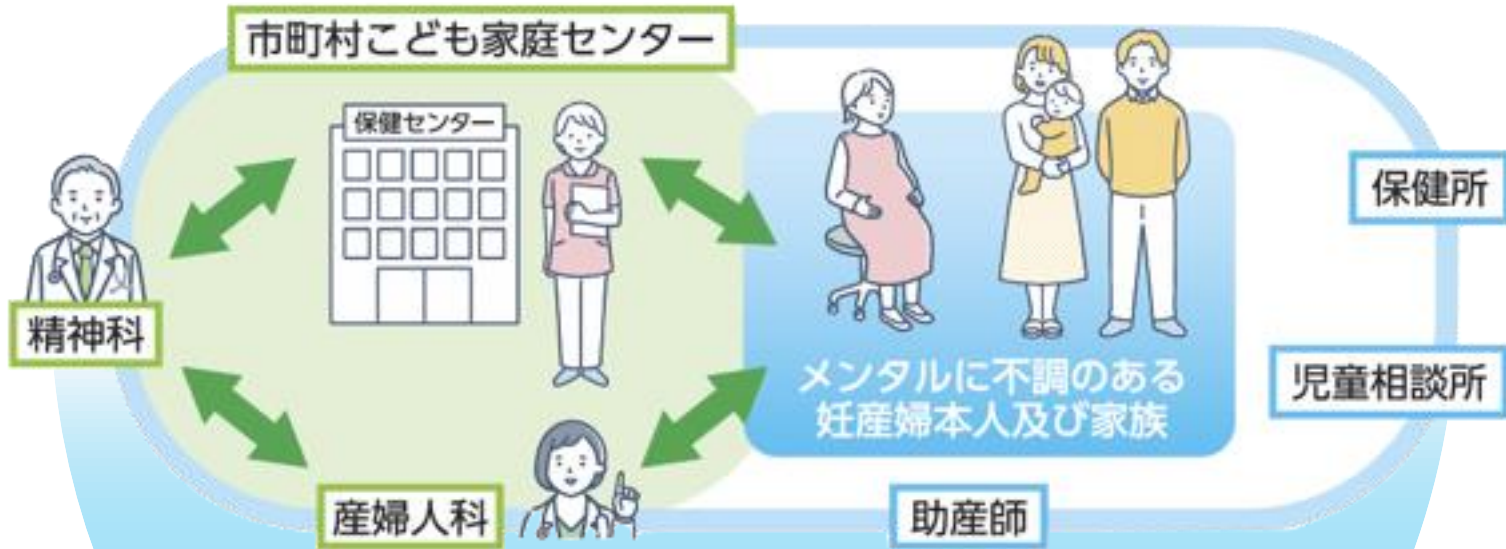 市町村こども家庭センター
保健センター
保健所
精神科
児童相談所
メンタルに不調のある
妊産婦本人及び家族
産婦人科
助産師